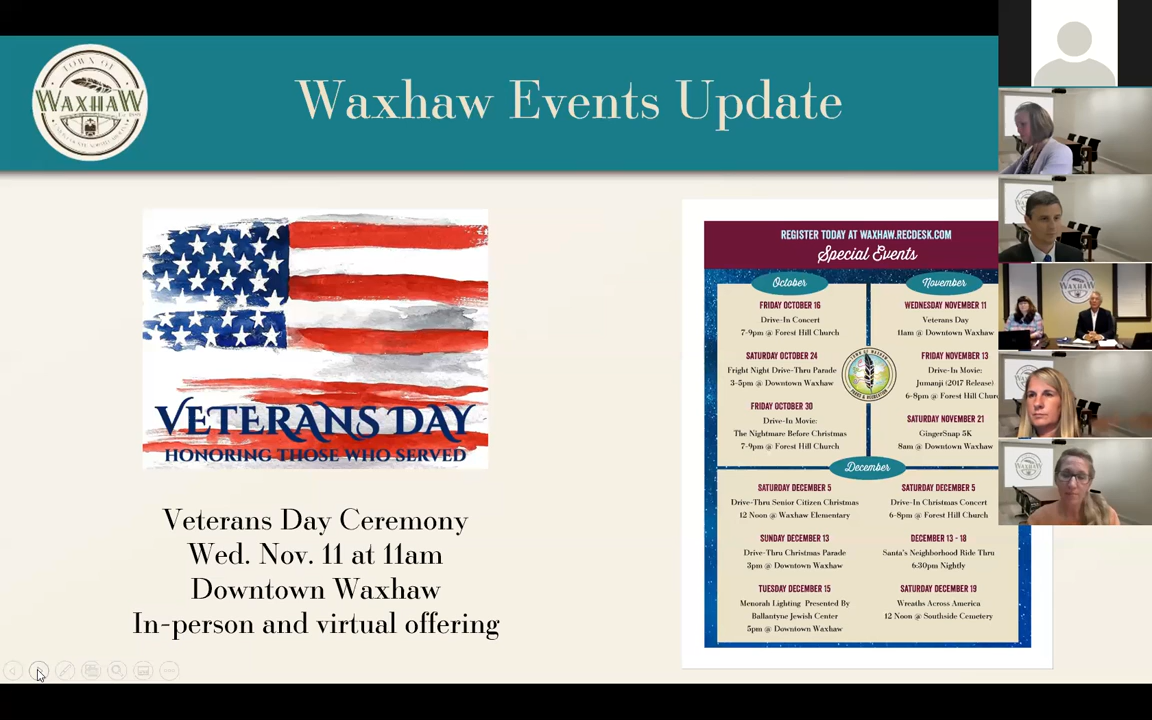 TOWN OF
WAXHAW
Waxhaw Events Update
VETERANS DAY
HONORING THOSE WHO SERVED
Veterans Day Ceremony
Wed. Nov. 11 at 11am
Downtown Waxhaw
In-person and virtual offering
REGISTER TODAY AT WAXHAW.RECDESK.COM
Special Events
October
FRIDAY OCTOBER 16
Drive-In Concert
7-9pm @ Forest Hill Church
SATURDAY OCTOBER 24
Fright Night Drive-Thru Parade
3-5pm @ Downtown Waxhaw
FRIDAY OCTOBER 30
Drive-In Movie:
The Nightmare Before Christmas
7-9pm @ Forest Hill Church
November
WEDNESDAY NOVEMBER 11
Veterans Day
11am @ Downtown Waxhaw
FRIDAY NOVEMBER 13
Drive-In Movie:
Jumanji (2017 Release)
6-8pm @ Forest Hill
SATURDAY NOVEMBER 21
GingerSnap 5K
8am @ Downtown Waxhaw
December
SATURDAY DECEMBER 5
Drive-Thru Senior Citizen Christmas
12 Noon @ Waxhaw Elementary
SUNDAY DECEMBER 13
Drive-Thru Christmas Parade
3pm @ Downtown Waxhaw
TUESDAY DECEMBER 15
Menorah Lighting Presented By
Ballantyne Jewish Center
5pm @ Downtown Waxhaw
SATURDAY DECEMBER 5
Drive-In Christmas Concert
6-8pm @ Forest Hill Church
DECEMBER 13 - 18
Santa's Neighborhood Ride Thru
6:30pm Nightly
SATURDAY DECEMBER 19
Wreaths Across America
12 Noon @ Southside Cemetery
WAXHAW